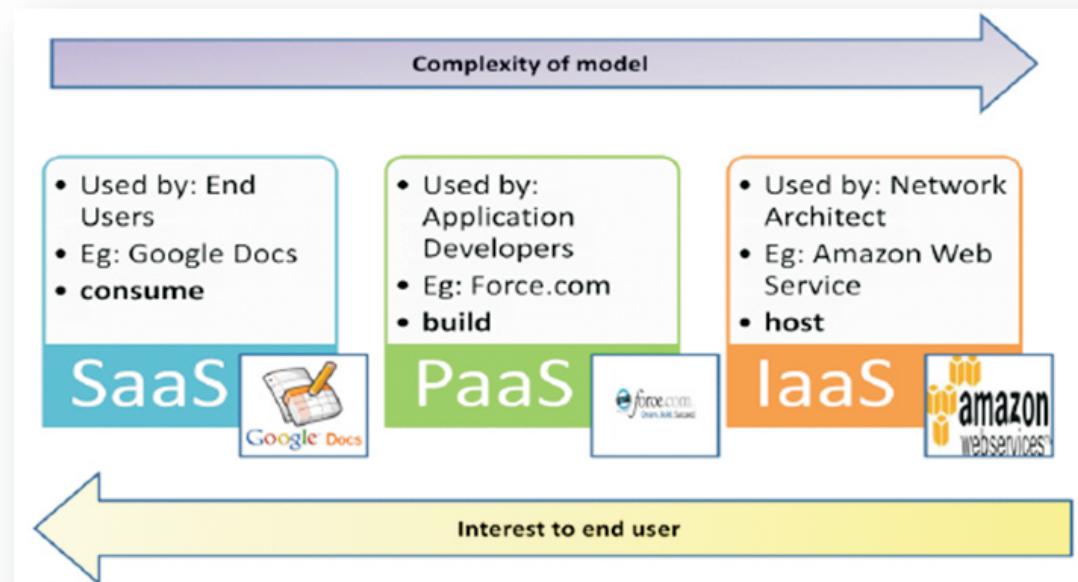 Complexity of model
• Used by: End
Users
• Eg: Google Docs
• consume
SaaS
Google Docs
• Used by:
Application
Developers
• Eg: Force.com
• build
PaaS
force.com
• Used by: Network
Architect
• Eg: Amazon Web
Service
• host
IaaS
amazon
webservices
Interest to end user